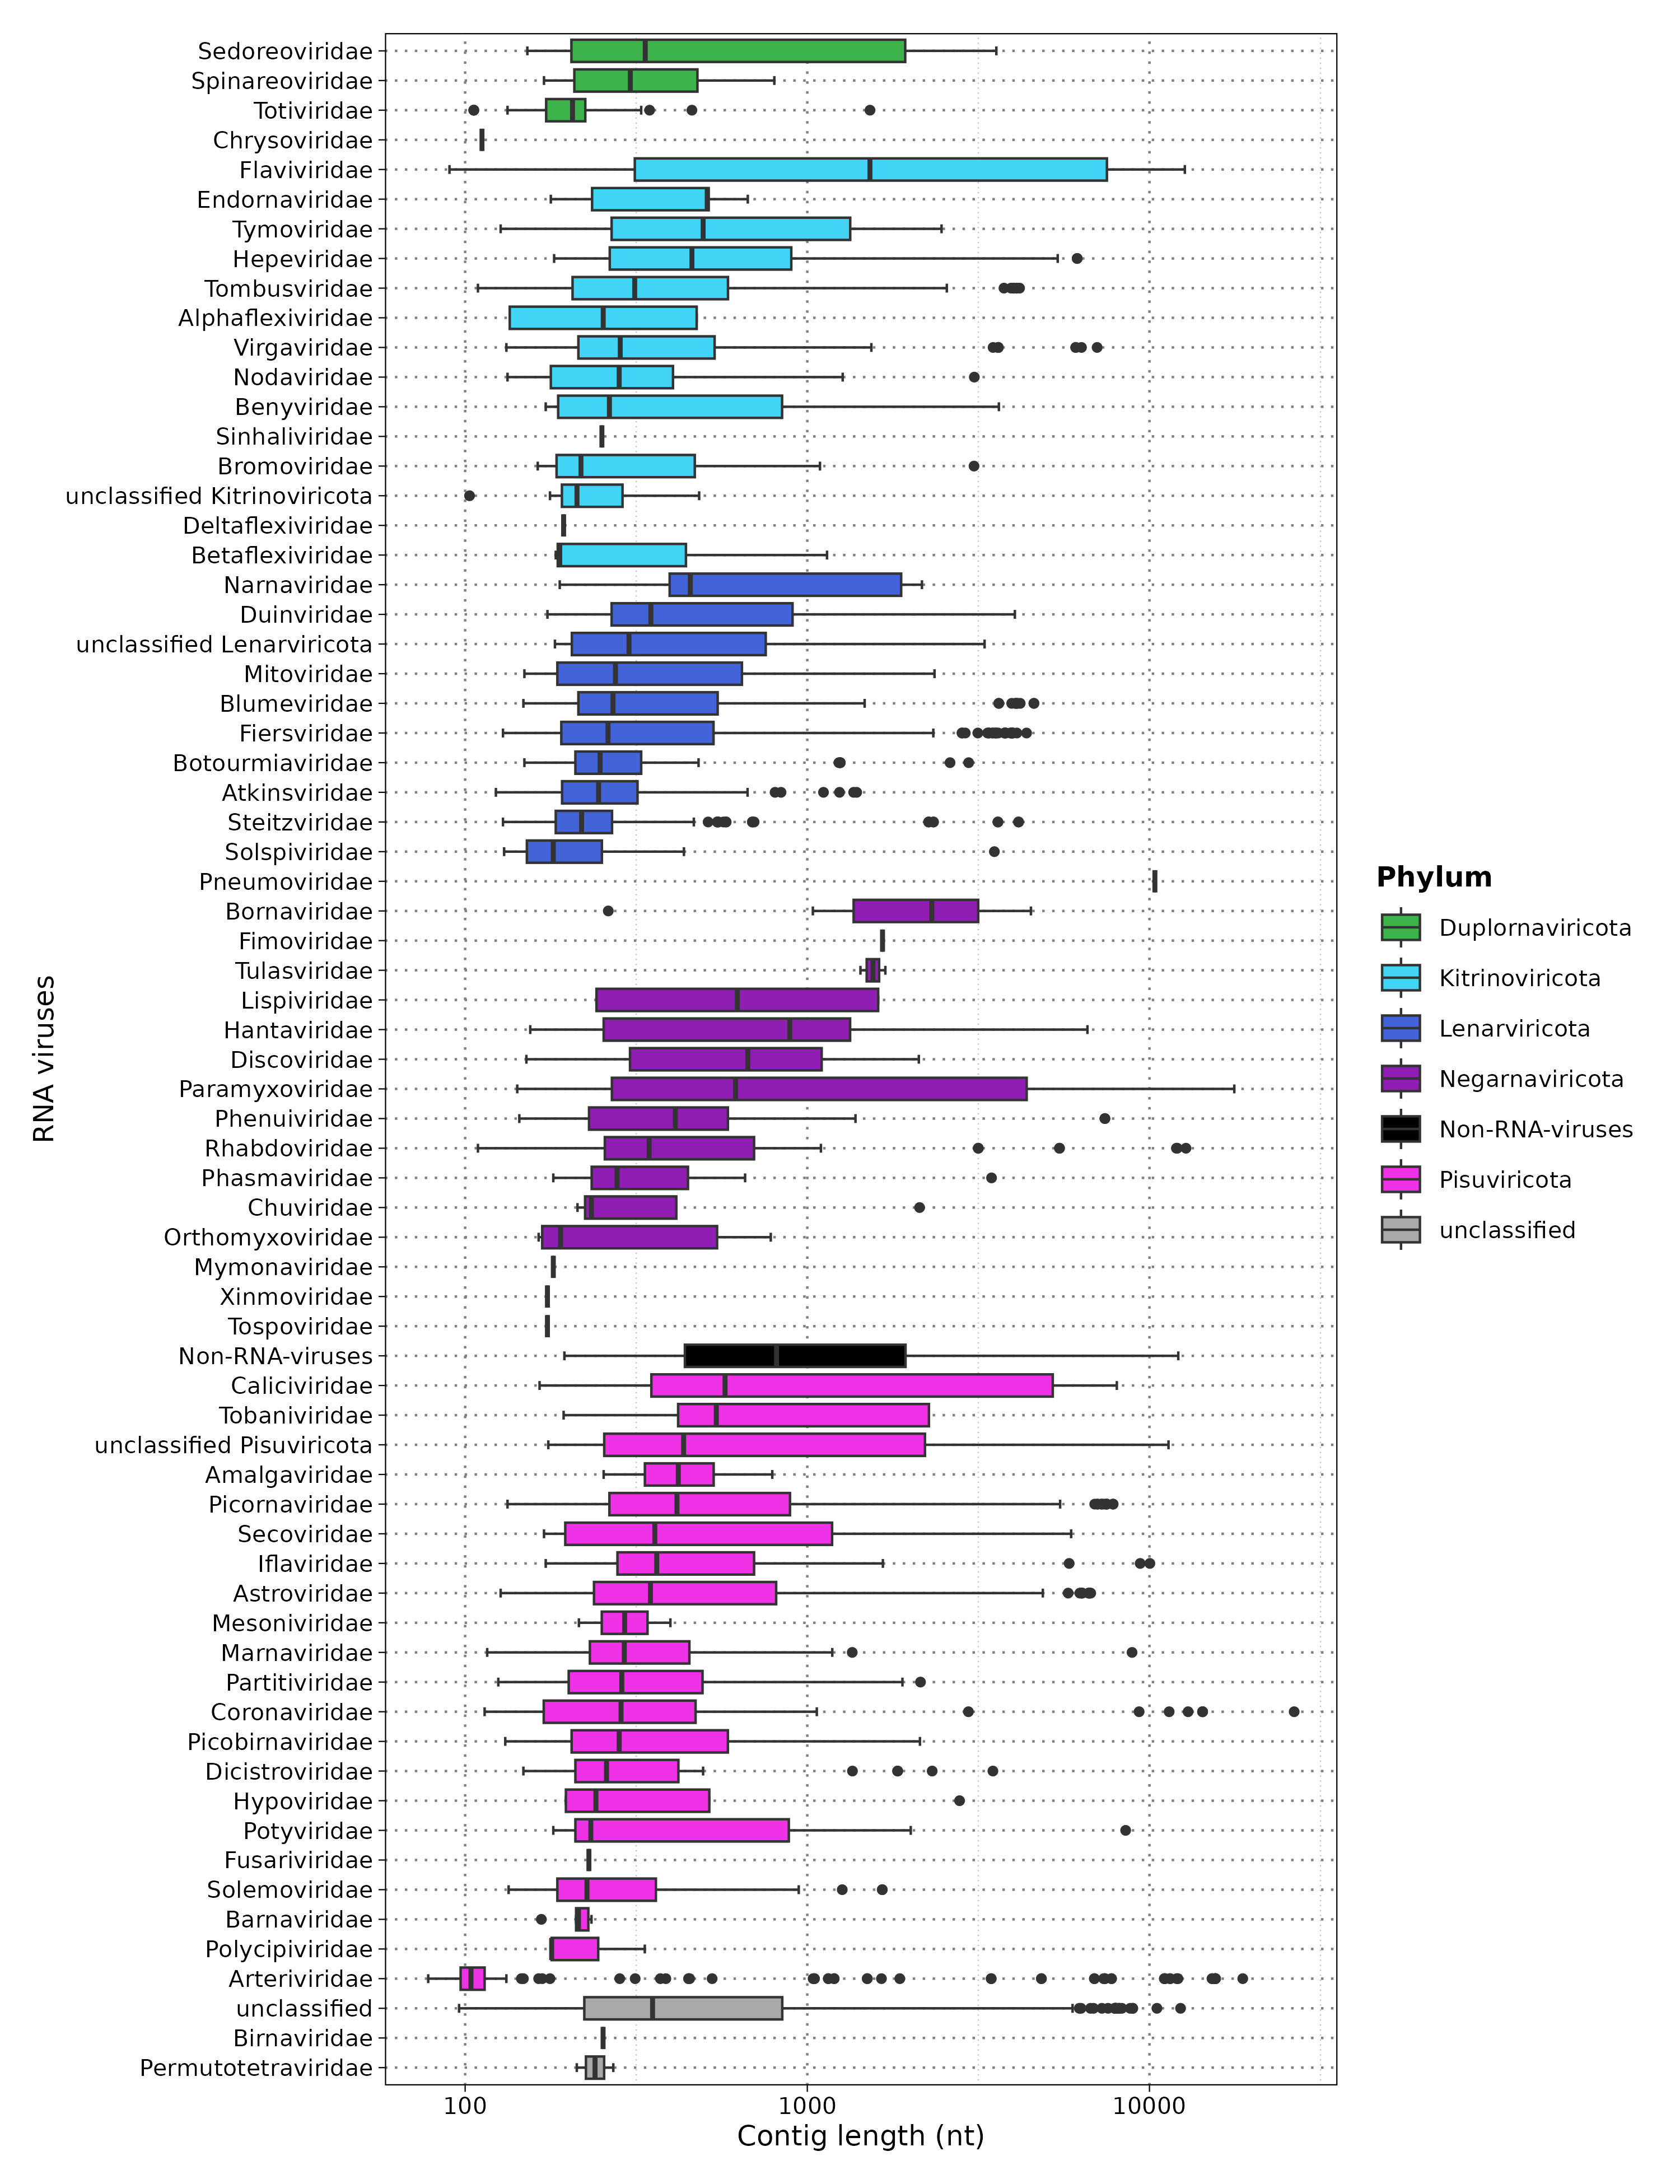 Sedoreoviridae
Spinareoviridae
Totiviridae
Chrysoviridae
Flaviviridae
Endornaviridae
Tymoviridae
Hepeviridae
Tombusviridae
Alphaflexiviridae
Virgaviridae
Nodaviridae
Benyviridae
Sinhaliviridae
Bromoviridae
unclassified Kitrinoviricota
Deltaflexiviridae
Betaflexiviridae
Narnaviridae
Duinviridae
unclassified Lenarviricota
Mitoviridae
Blumeviridae
Fiersviridae
Botourmiaviridae
Atkinsviridae
Steitzviridae
Solspiviridae
Pneumoviridae
Bornaviridae
Fimoviridae
Tulasviridae
Lispiviridae
Hantaviridae
Discoviridae
Paramyxoviridae
Phenuiviridae
Rhabdoviridae
Phasmaviridae
Chuviridae
Orthomyxoviridae
Mymonaviridae
Xinmoviridae
Tospoviridae
Non-RNA-viruses
Caliciviridae
Tobaniviridae
unclassified Pisuviricota
Amalgaviridae
Picornaviridae
Secoviridae
Iflaviridae
Astroviridae
Mesoniviridae
Marnaviridae
Partitiviridae
Coronaviridae
Picobirnaviridae
Dicistroviridae
Hypoviridae
Potyviridae
Fusariviridae
Solemoviridae
Barnaviridae
Polycipiviridae
Arteriviridae
unclassified
Birnaviridae
Permutotetraviridae
RNA viruses
100 1000 10000
Contig length (nt)
Phylum
Duplornaviricota
Kitrinoviricota
Lenarviricota
Negarnaviricota
Non-RNA-viruses
Pisuviricota
unclassified